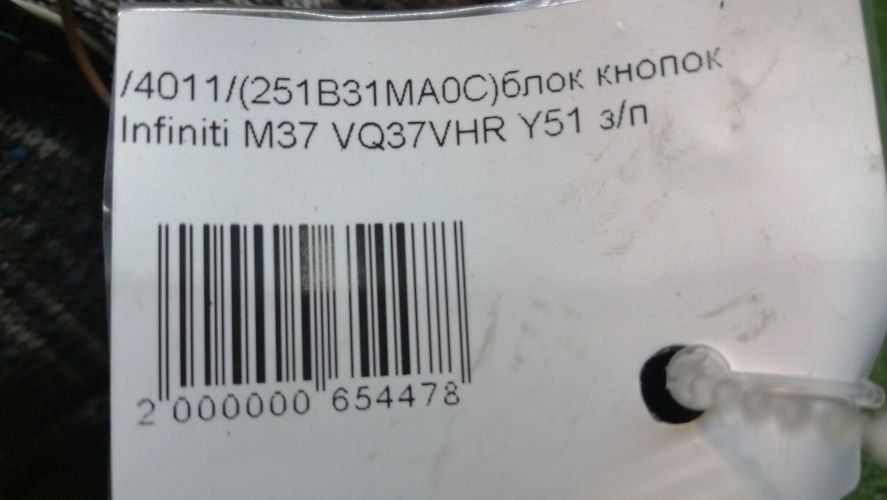 /4011/(251B31MA0C)блок кнопок
Infiniti M37 VQ37VHR Y51 з/п
2 000000 654478